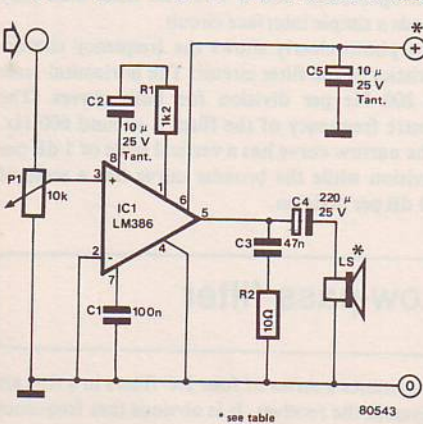 *
+
R1
1k2
C2
10 µ
25 V
Tant.
C5
10 µ
25 V
Tant.
P1
10k
8
1
6
3
+
IC1
LM386
5
2
-
4
7
C4
220 µ
25 V
C3
47n
LS
*
R2
10Ω
C1
100n
0
* see table
80543